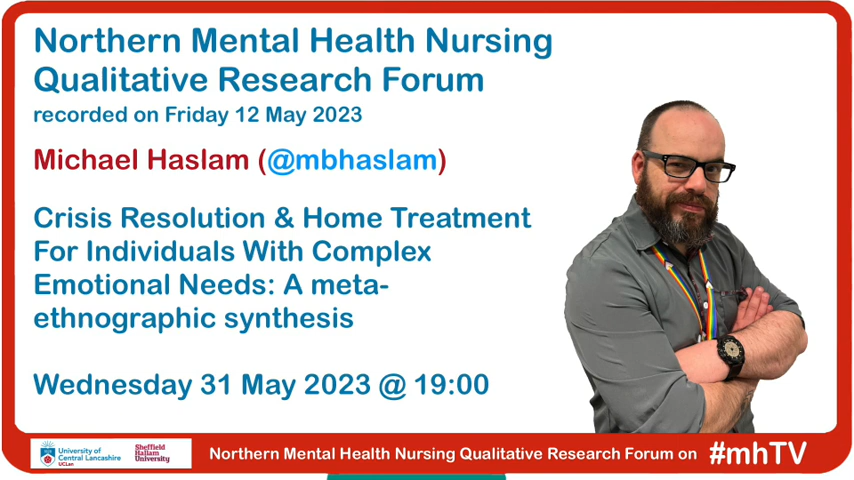 Northern Mental Health Nursing
Qualitative Research Forum
recorded on Friday 12 May 2023
Michael Haslam (@mbhaslam)
Crisis Resolution & Home Treatment
For Individuals With Complex
Emotional Needs: A meta-
ethnographic synthesis
Wednesday 31 May 2023 @ 19:00
University of
Central Lancashire
UCLan
Sheffield
Hallam
University
Northern Mental Health Nursing Qualitative Research Forum on #mhTV